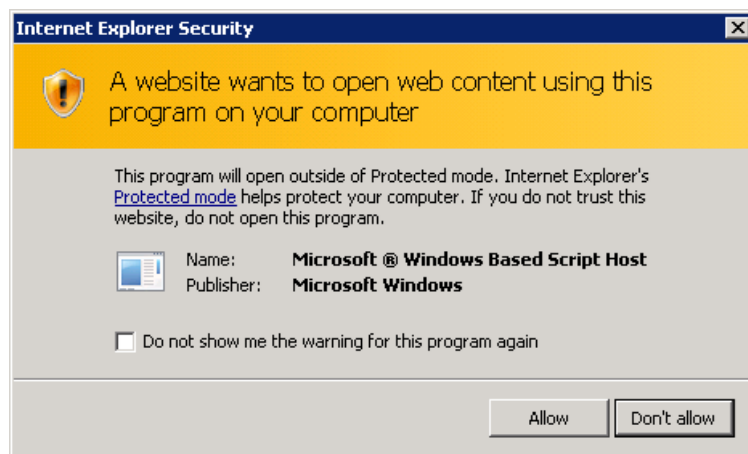 Internet Explorer Security
A website wants to open web content using this
program on your computer
This program will open outside of Protected mode. Internet Explorer's
Protected mode helps protect your computer. If you do not trust this
website, do not open this program.
Name: Microsoft ® Windows Based Script Host
Publisher: Microsoft Windows
Do not show me the warning for this program again
Allow Don't allow